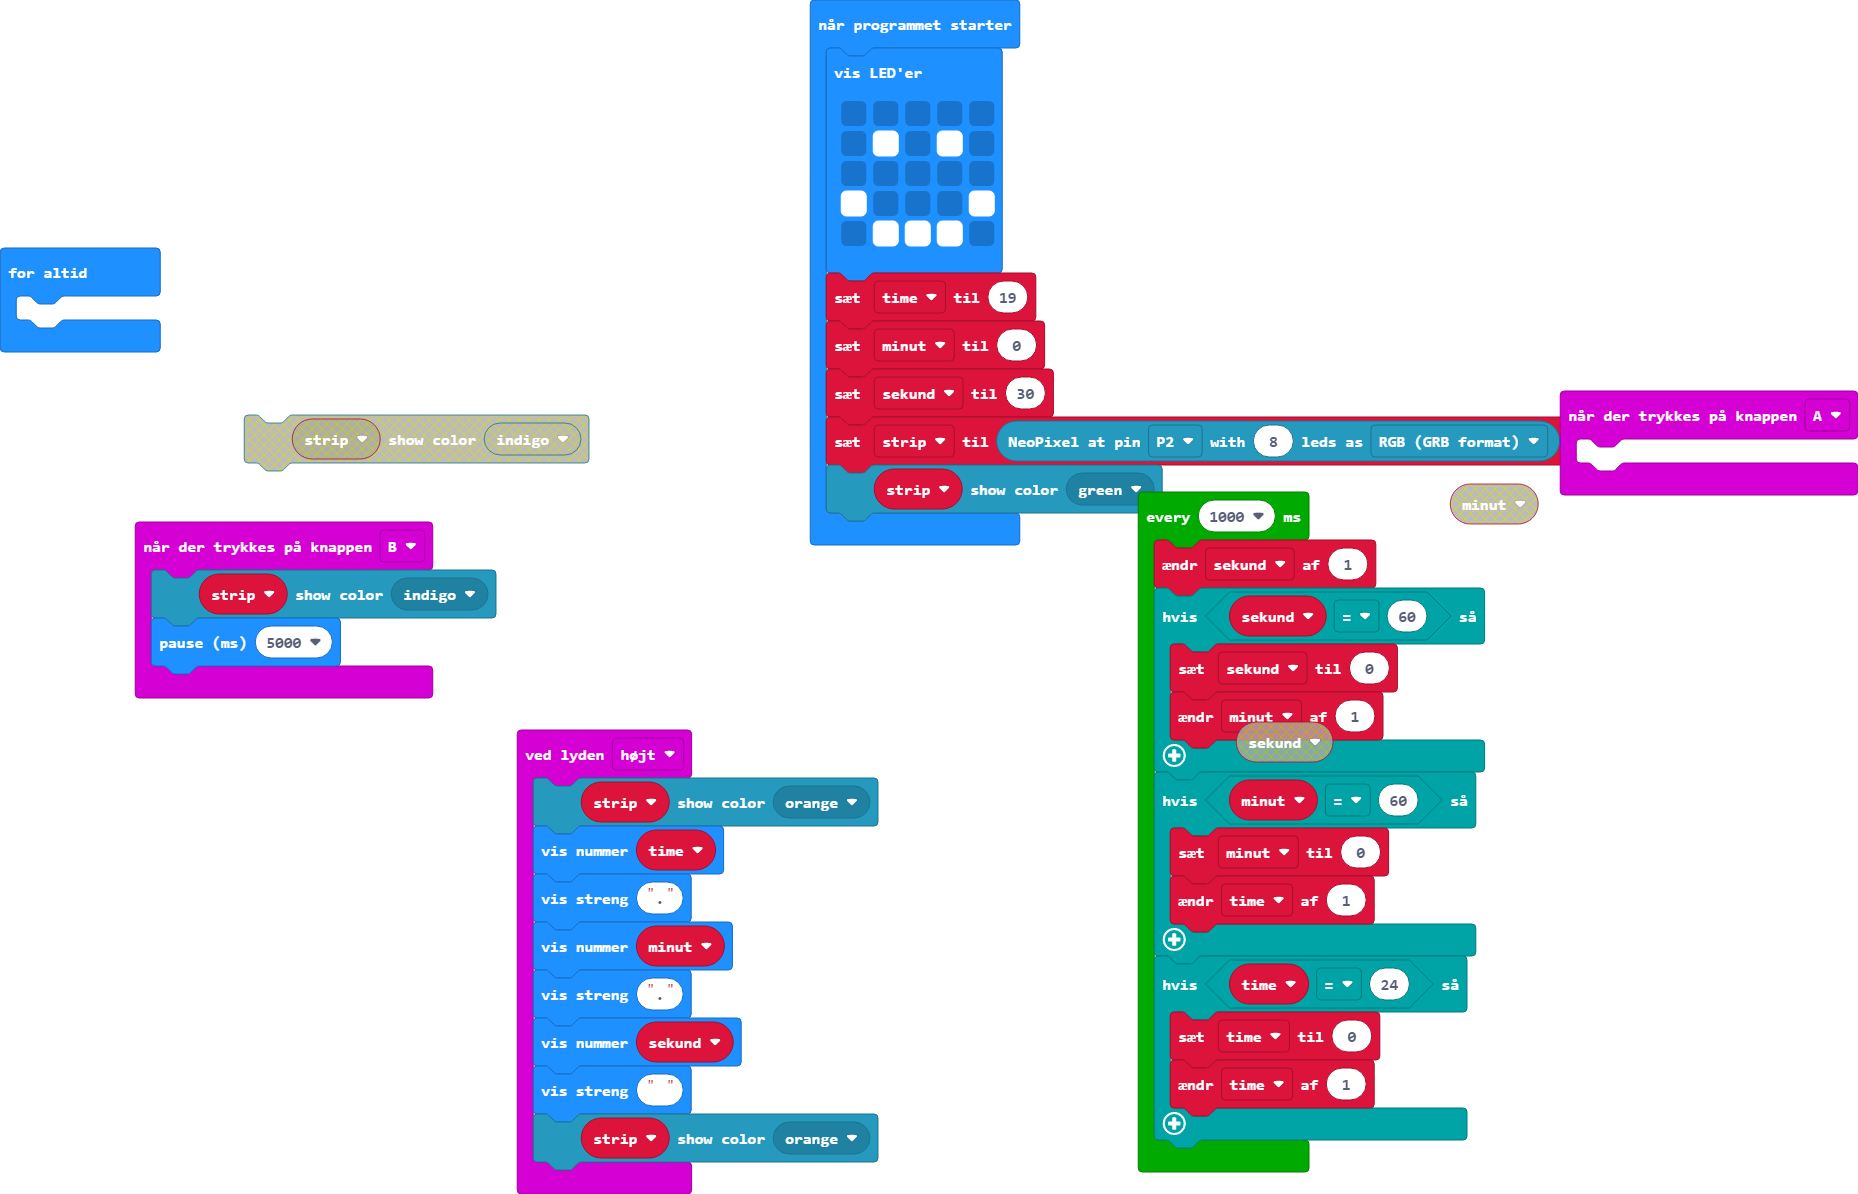 når programmet starter
vis LED'er
sæt time til 19
sæt minut til 0
sæt sekund til 30
sæt strip til NeoPixel at pin P2 with 8 leds as RGB (GRB format)
strip show color green
for altid
strip show color indigo
når der trykkes på knappen A
minut
når der trykkes på knappen B
strip show color indigo
pause (ms) 5000
every 1000 ms
ændr sekund af 1
hvis sekund = 60 så
sæt sekund til 0
ændr minut af 1
sekund
hvis minut = 60 så
sæt minut til 0
ændr time af 1
hvis time = 24 så
sæt time til 0
ændr time af 1
ved lyden højt
strip show color orange
vis nummer time
vis streng "."
vis nummer minut
vis streng "."
vis nummer sekund
vis streng " "
strip show color orange